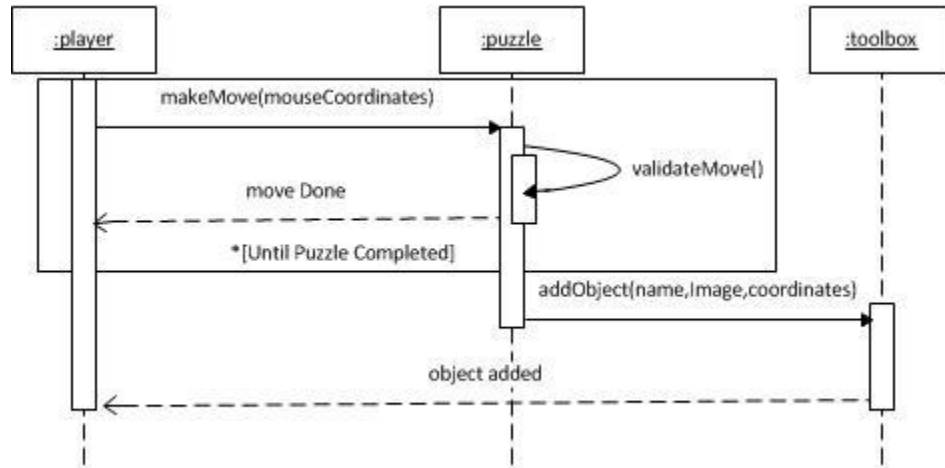 :player
:puzzle
:toolbox
makeMove(mouseCoordinates)
validateMove()
move Done
*[Until Puzzle Completed]
addObject(name,Image,coordinates)
object added